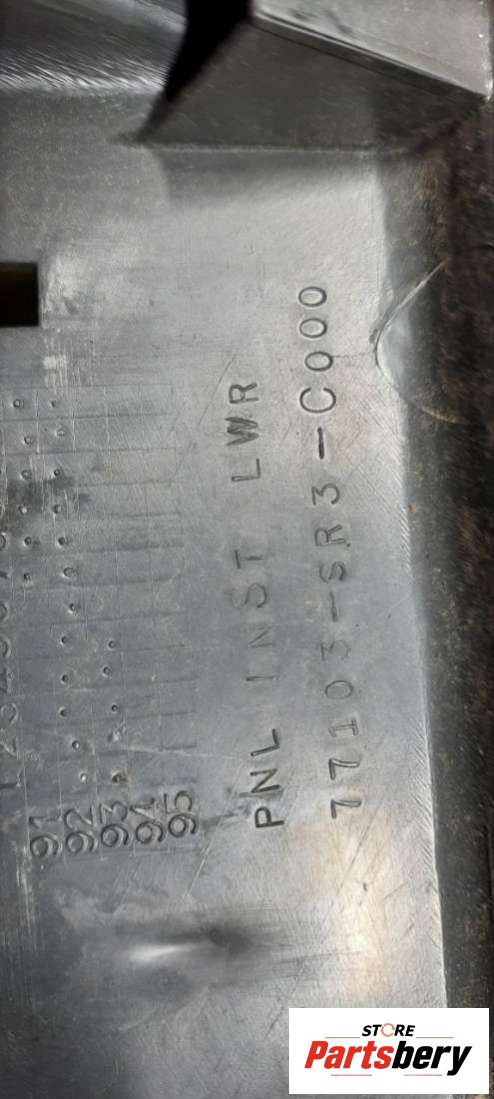 91
92
93
94
95
PNL INST LWR
77103-SR3-C000
STORE
Partsbery